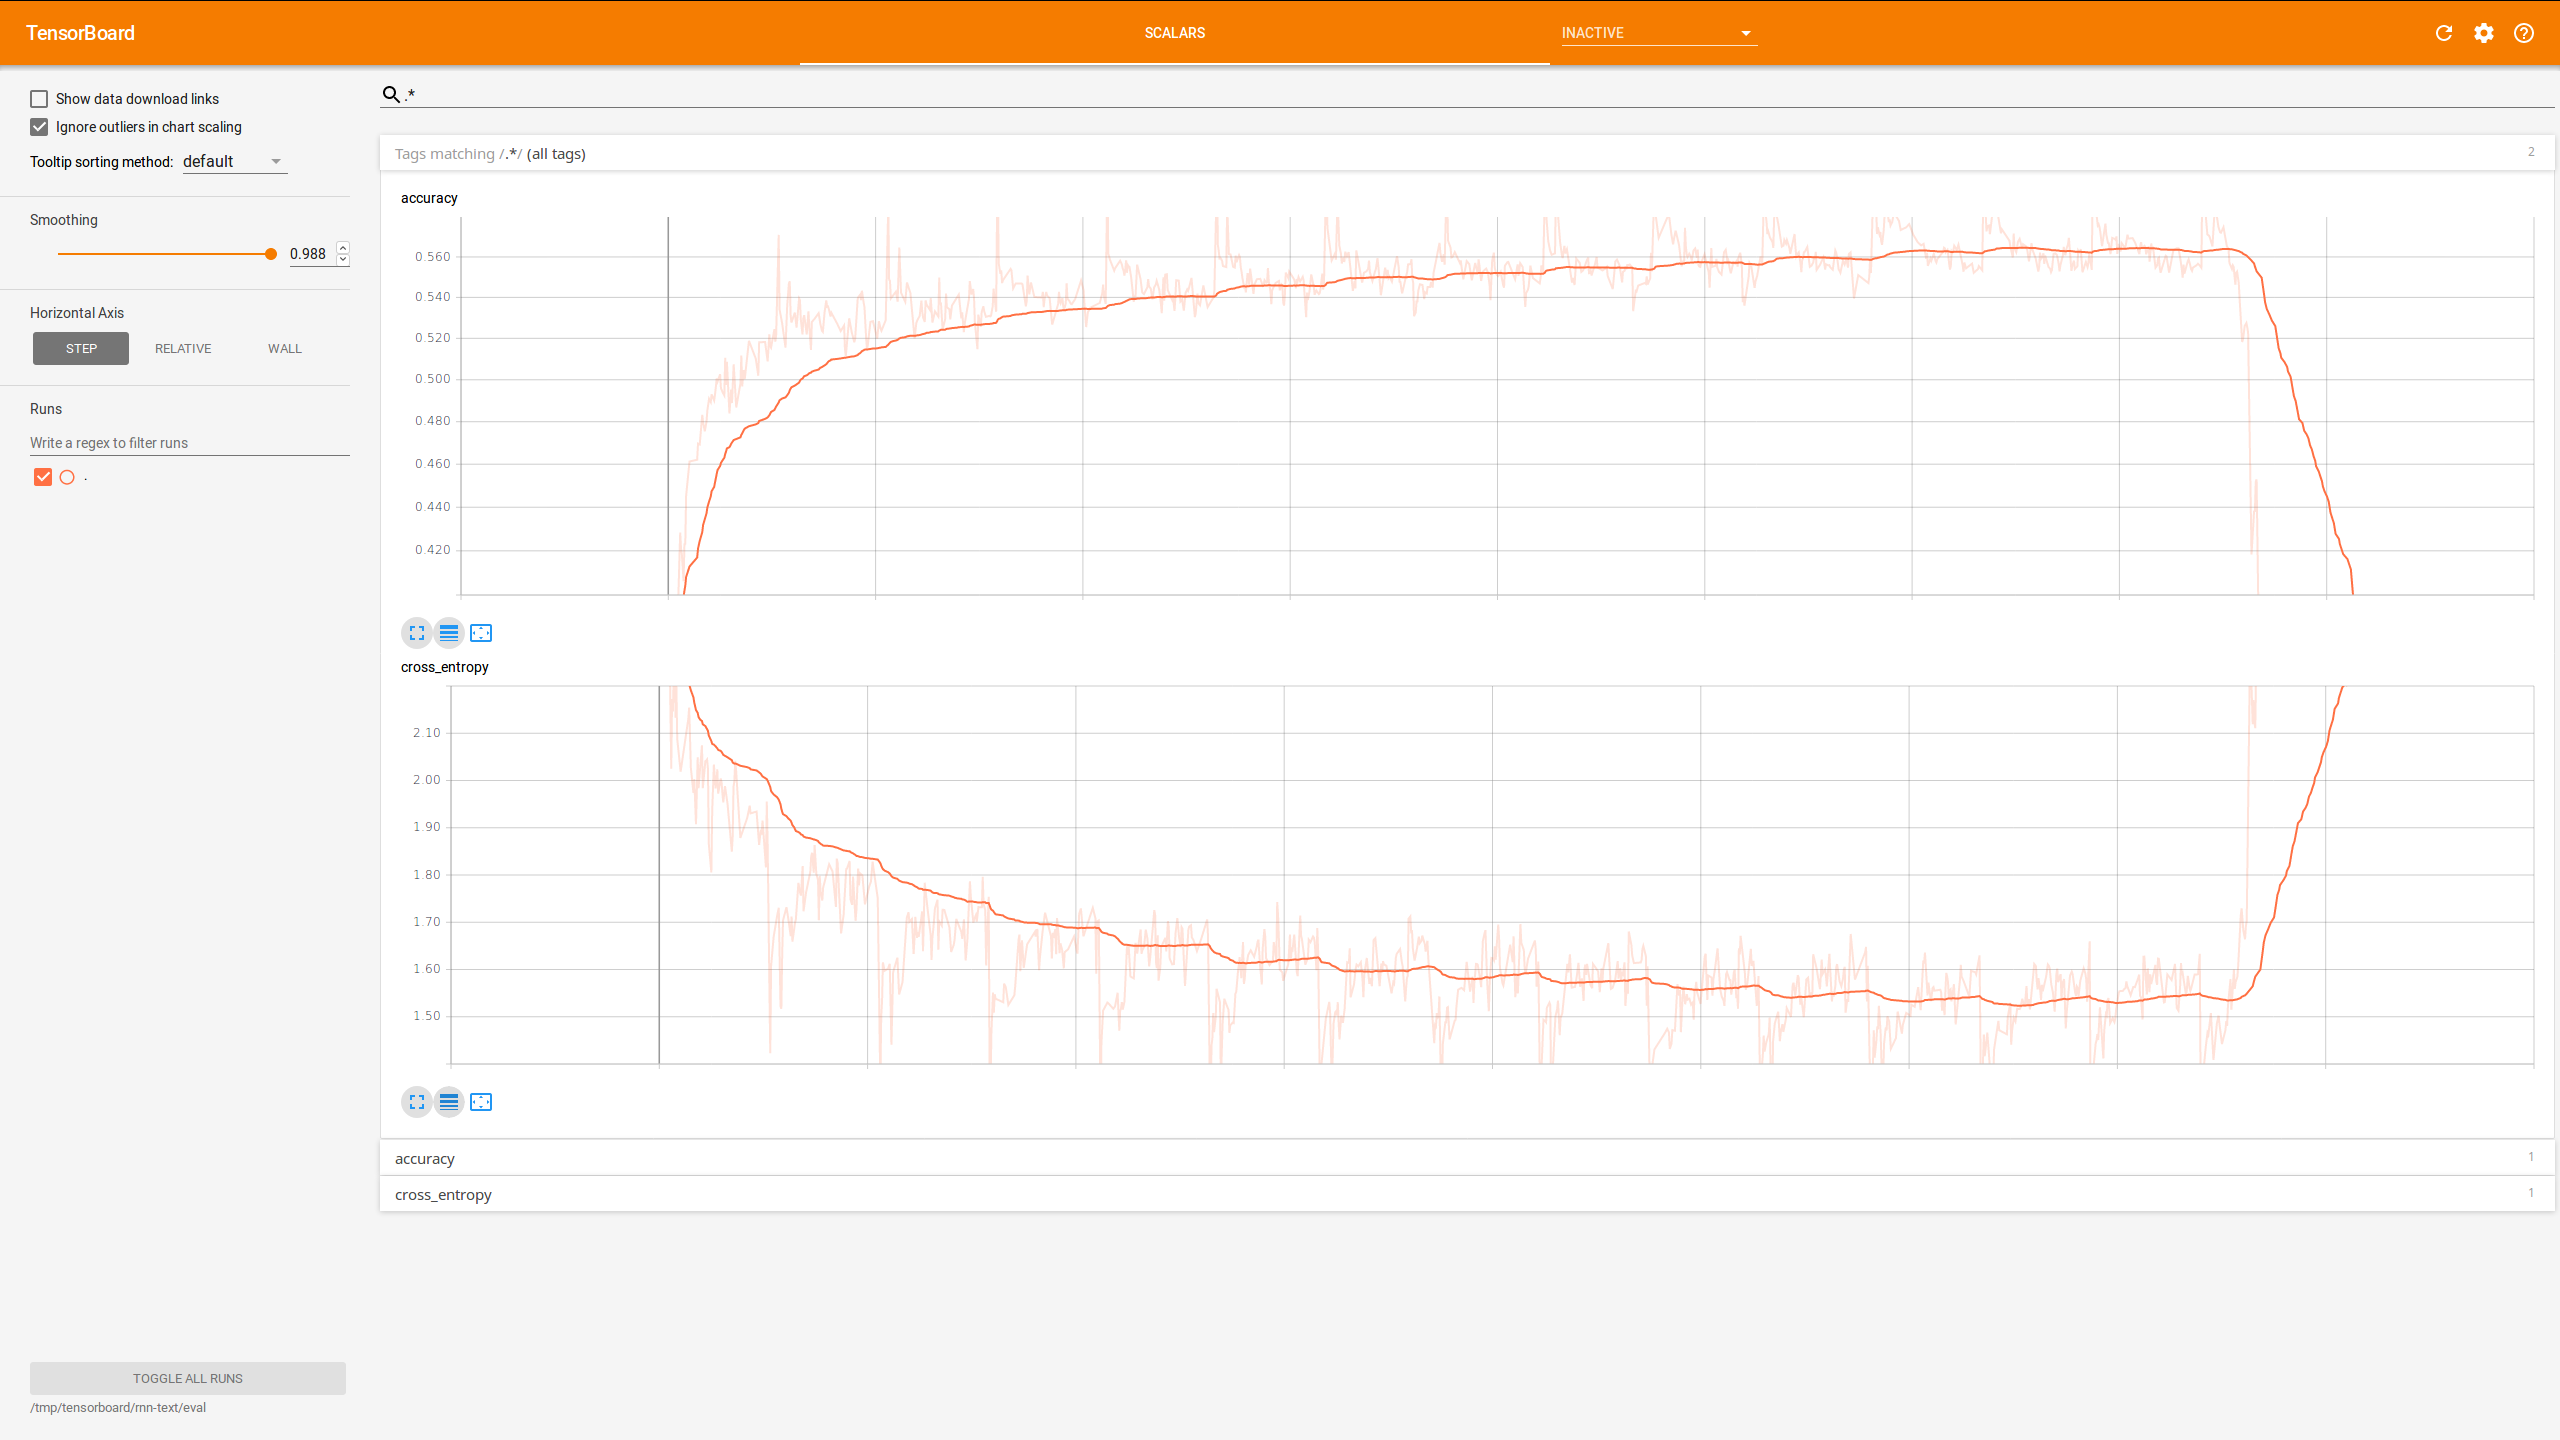 TensorBoard
SCALARS
INACTIVE
Show data download links
Ignore outliers in chart scaling
Tooltip sorting method: default
Smoothing
0.988
Horizontal Axis
STEP RELATIVE WALL
Runs
Write a regex to filter runs
.
TOGGLE ALL RUNS
/tmp/tensorboard/rnn-text/eval
.*
Tags matching /.*/ (all tags)
2
accuracy
0.560
0.540
0.520
0.500
0.480
0.460
0.440
0.420
cross_entropy
2.10
2.00
1.90
1.80
1.70
1.60
1.50
accuracy
1
cross_entropy
1